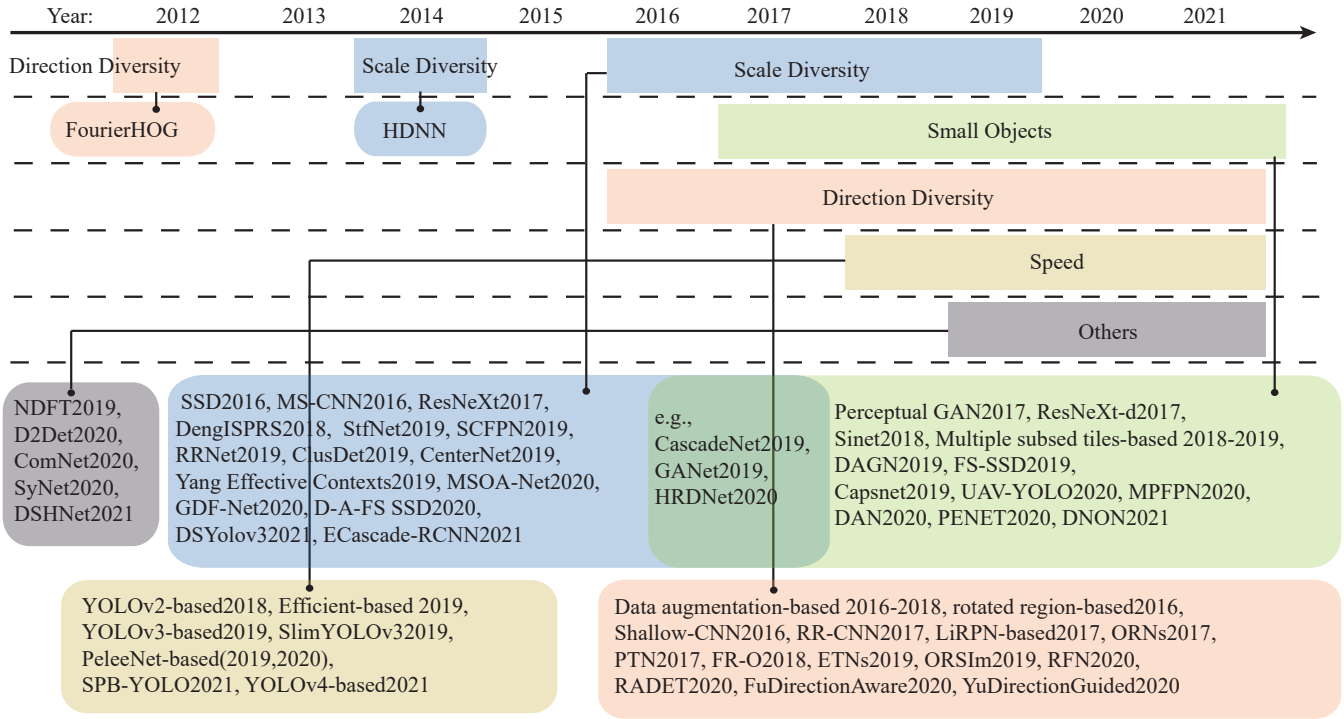 Year: 2012 2013 2014 2015 2016 2017 2018 2019 2020 2021
Direction Diversity
Scale Diversity
Scale Diversity
FourierHOG
HDNN
Small Objects
Direction Diversity
Speed
Others
NDFT2019,
D2Det2020,
ComNet2020,
SyNet2020,
DSHNet2021
SSD2016, MS-CNN2016, ResNeXt2017,
DengISPRS2018, StfNet2019, SCFPN2019,
RRNet2019, ClusDet2019, CenterNet2019,
Yang Effective Contexts2019, MSOA-Net2020,
GDF-Net2020, D-A-FS SSD2020,
DSYolov32021, ECascade-RCNN2021
e.g.,
CascadeNet2019,
GANet2019,
HRDNet2020
Perceptual GAN2017, ResNeXt-d2017,
Sinet2018, Multiple subsed tiles-based 2018-2019,
DAGN2019, FS-SSD2019,
Capsnet2019, UAV-YOLO2020, MPFPN2020,
DAN2020, PENET2020, DNON2021
YOLOv2-based2018, Efficient-based 2019,
YOLOv3-based2019, SlimYOLOv32019,
PeleeNet-based(2019,2020),
SPB-YOLO2021, YOLOv4-based2021
Data augmentation-based 2016-2018, rotated region-based2016,
Shallow-CNN2016, RR-CNN2017, LiRPN-based2017, ORNs2017,
PTN2017, FR-O2018, ETNs2019, ORSIm2019, RFN2020,
RADET2020, FuDirectionAware2020, YuDirectionGuided2020